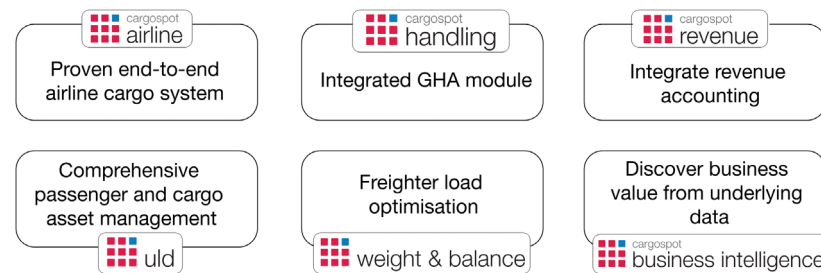 cargospot
airline
Proven end-to-end
airline cargo system
cargospot
handling
Integrated GHA module
cargospot
revenue
Integrate revenue
accounting
Comprehensive
passenger and cargo
asset management
uld
Freighter load
optimisation
weight & balance
Discover business
value from underlying
data
cargospot
business intelligence